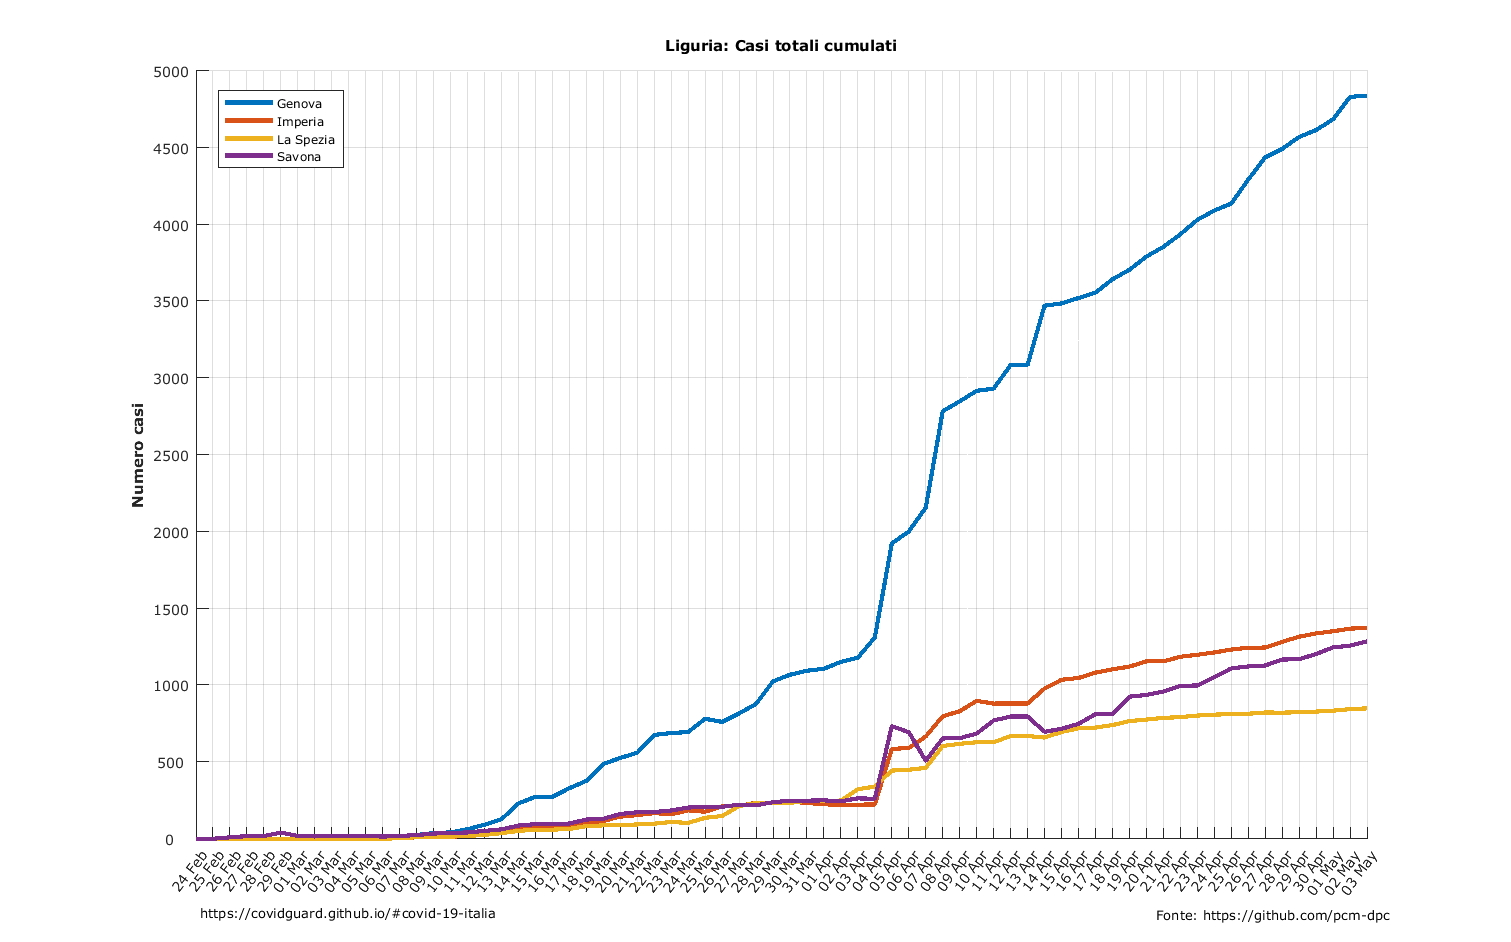 Liguria: Casi totali cumulati
5000
4500
4000
3500
3000
2500
2000
1500
1000
500
0
Numero casi
Genova
Imperia
La Spezia
Savona
24 Feb
25 Feb
26 Feb
27 Feb
28 Feb
29 Feb
01 Mar
02 Mar
03 Mar
04 Mar
05 Mar
06 Mar
07 Mar
08 Mar
09 Mar
10 Mar
11 Mar
12 Mar
13 Mar
14 Mar
15 Mar
16 Mar
17 Mar
18 Mar
19 Mar
20 Mar
21 Mar
22 Mar
23 Mar
24 Mar
25 Mar
26 Mar
27 Mar
28 Mar
29 Mar
30 Mar
31 Mar
01 Apr
02 Apr
03 Apr
04 Apr
05 Apr
06 Apr
07 Apr
08 Apr
09 Apr
10 Apr
11 Apr
12 Apr
13 Apr
14 Apr
15 Apr
16 Apr
17 Apr
18 Apr
19 Apr
20 Apr
21 Apr
22 Apr
23 Apr
24 Apr
25 Apr
26 Apr
27 Apr
28 Apr
29 Apr
30 Apr
01 May
02 May
03 May
https://covidguard.github.io/#covid-19-italia
Fonte: https://github.com/pcm-dpc